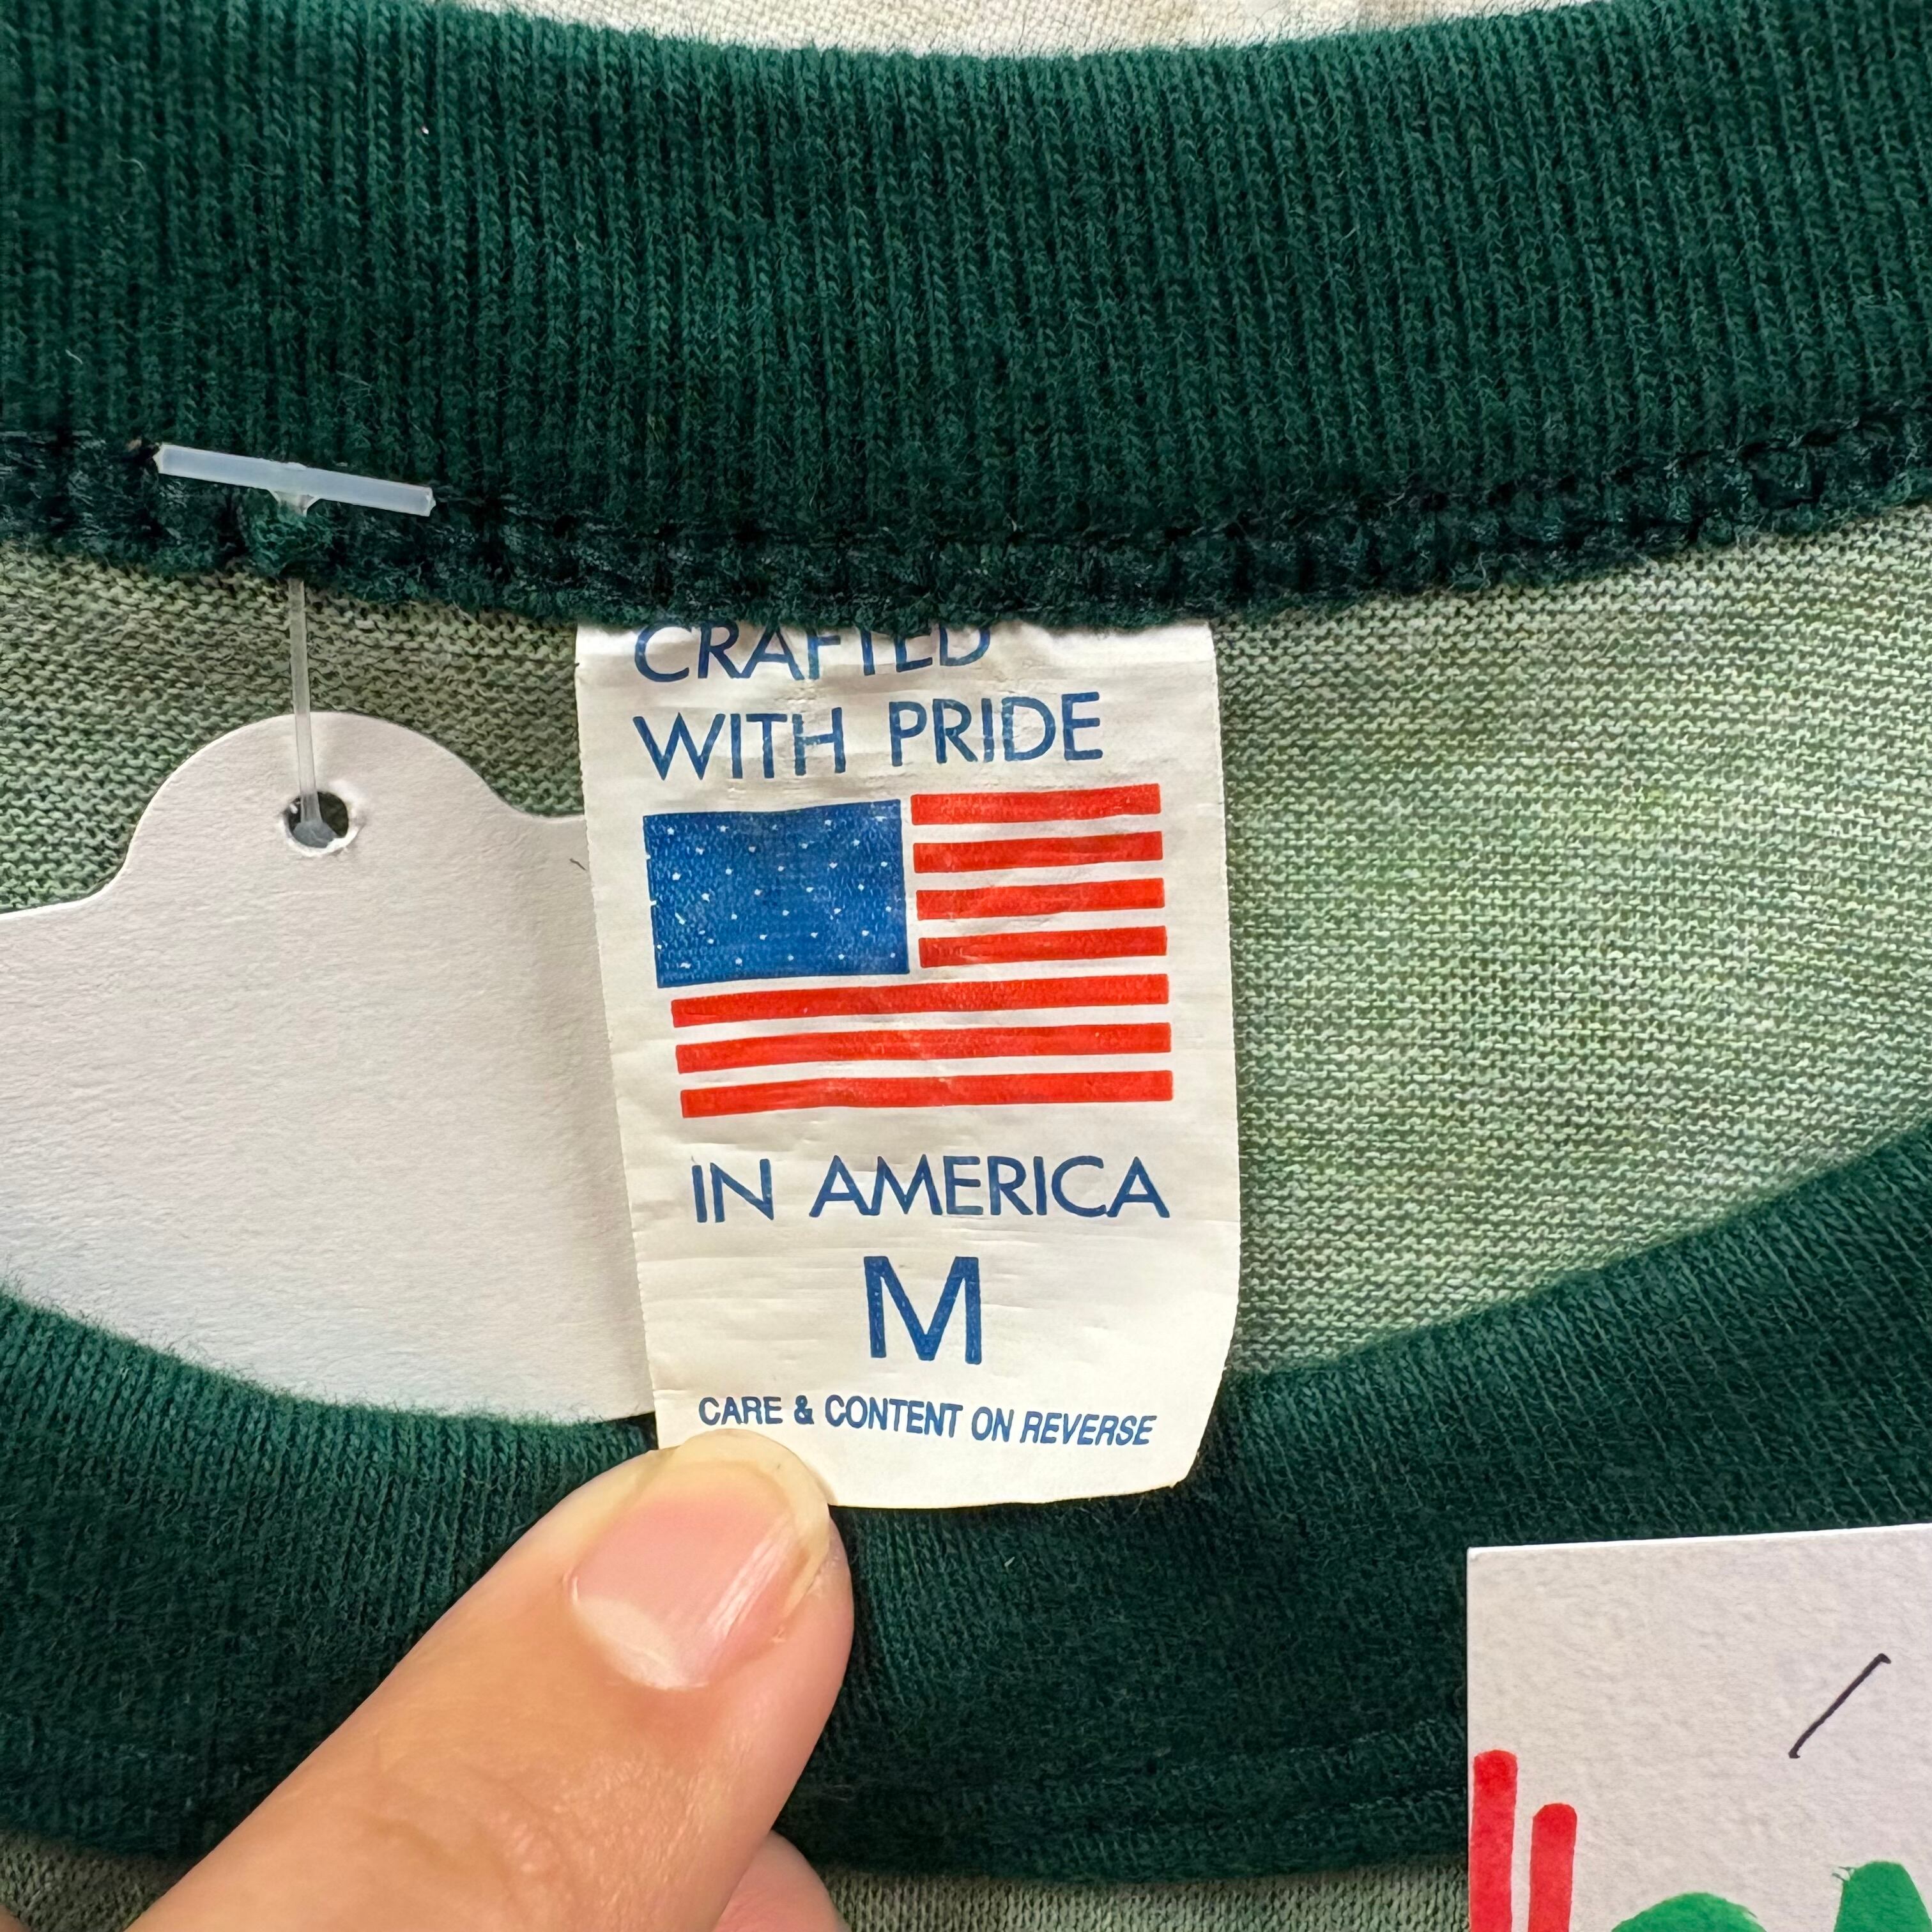 CRAFTED
WITH PRIDE
IN AMERICA
M
CARE & CONTENT ON REVERSE